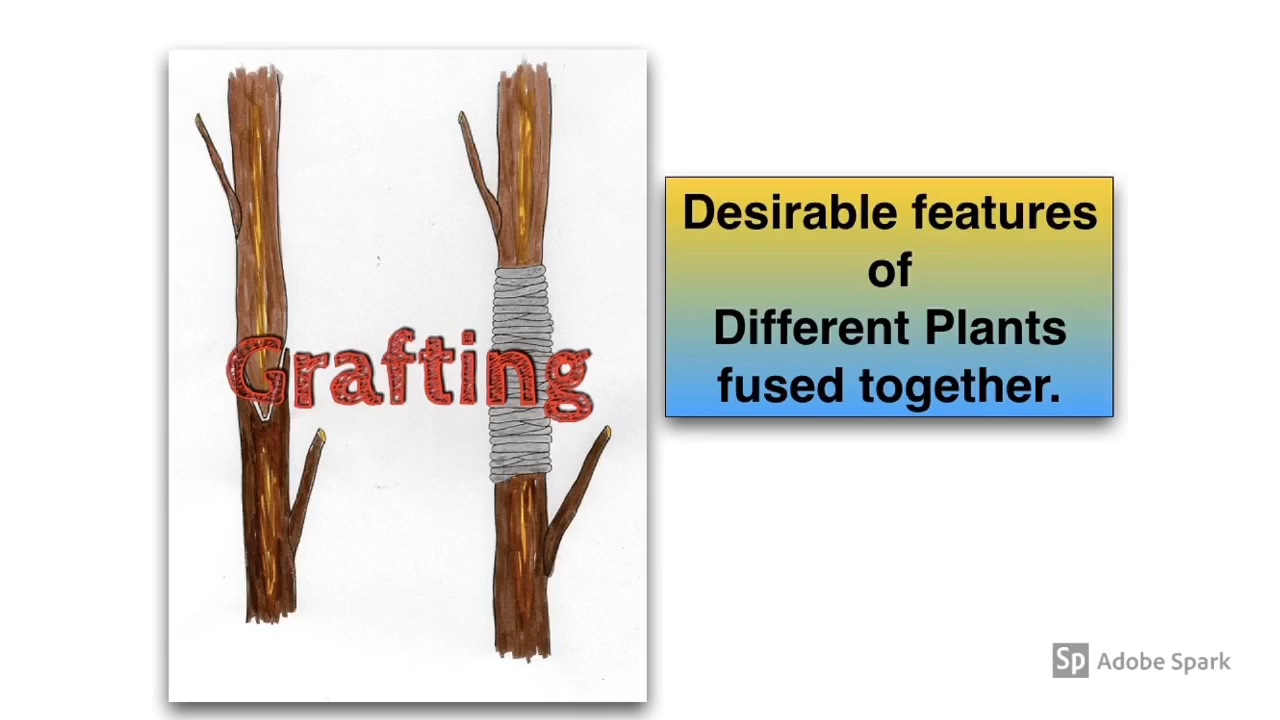 Grafting
Desirable features
of
Different Plants
fused together.
Sp Adobe Spark